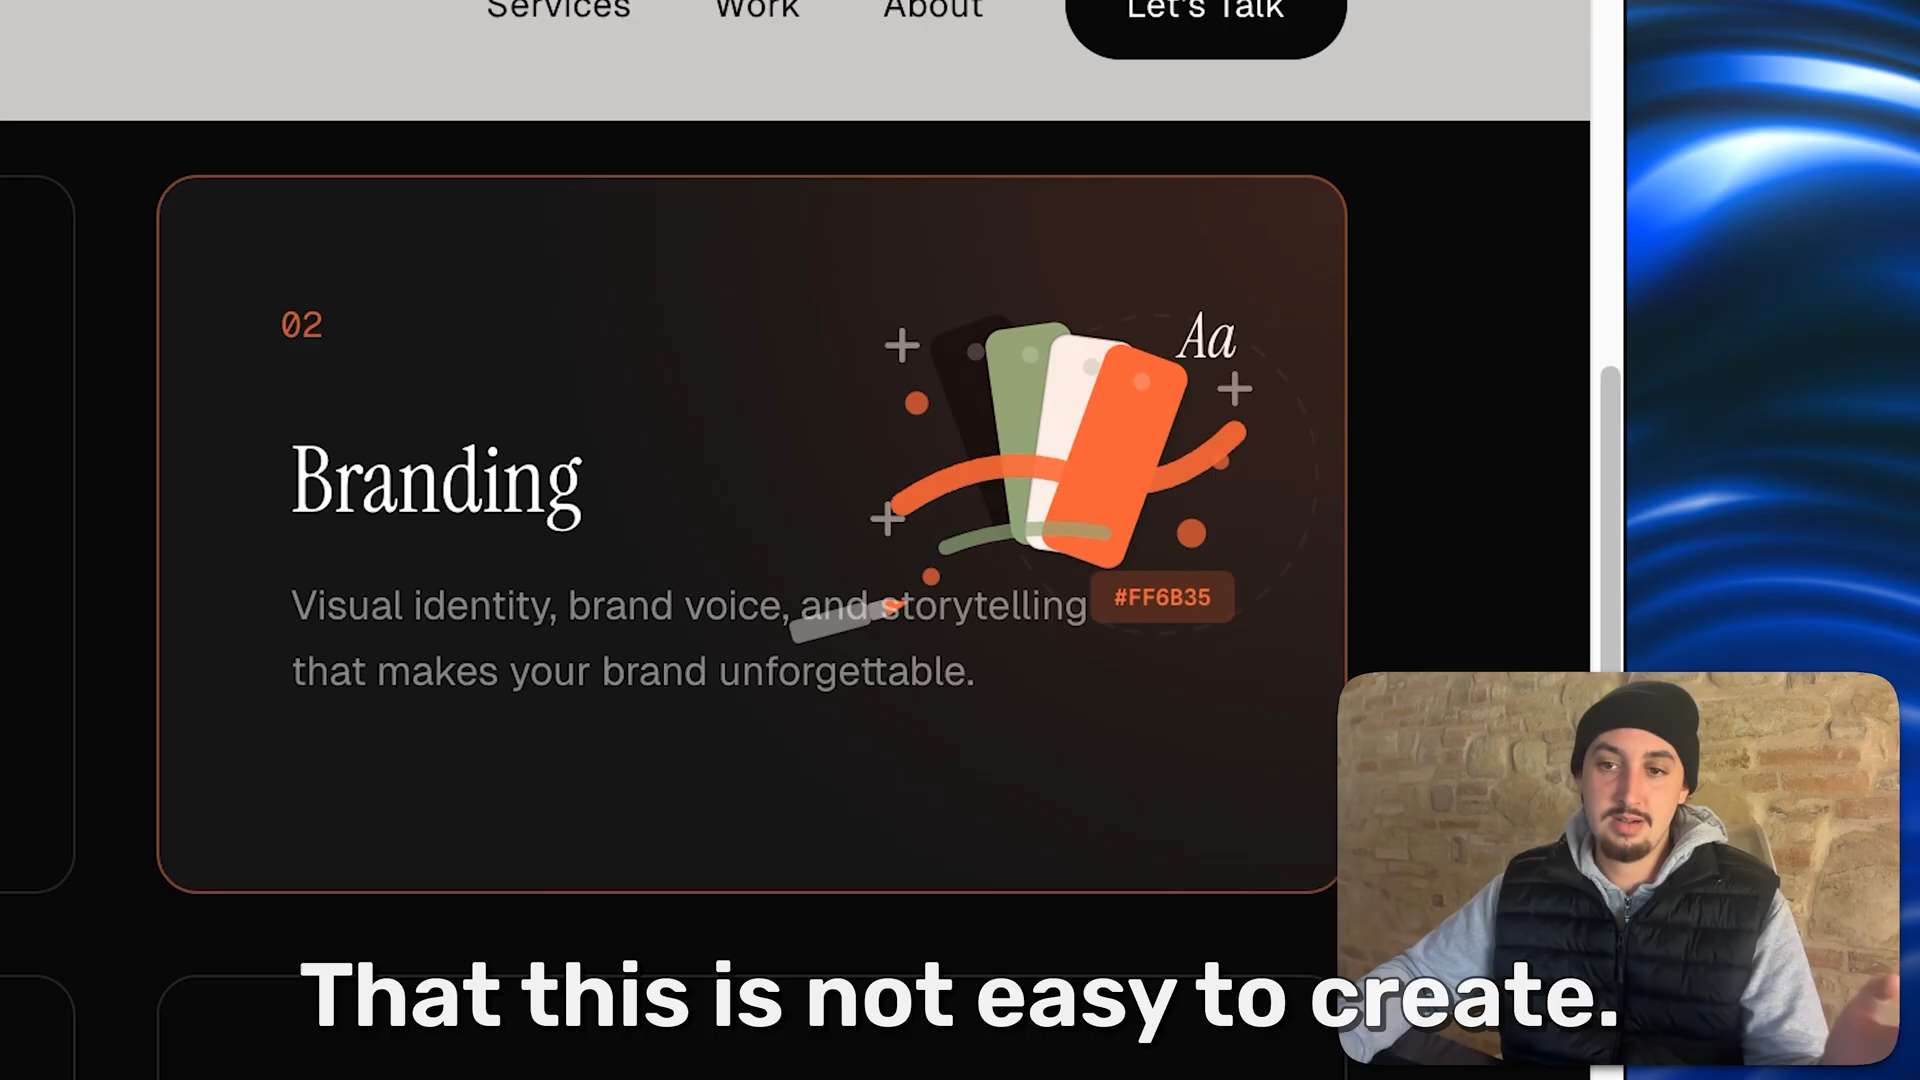 Services Work About Let's Talk
02
Aa
Branding
#FF6B35
Visual identity, brand voice, and storytelling
that makes your brand unforgettable.
That this is not easy to create.